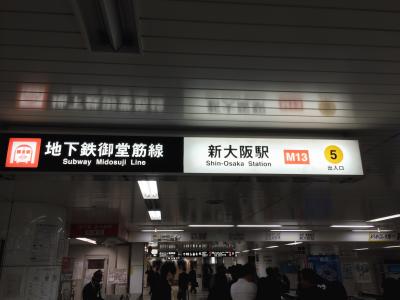 地下鉄御堂筋線
Subway Midosuji Line
新大阪駅
Shin-Osaka Station
M13
5
出入口